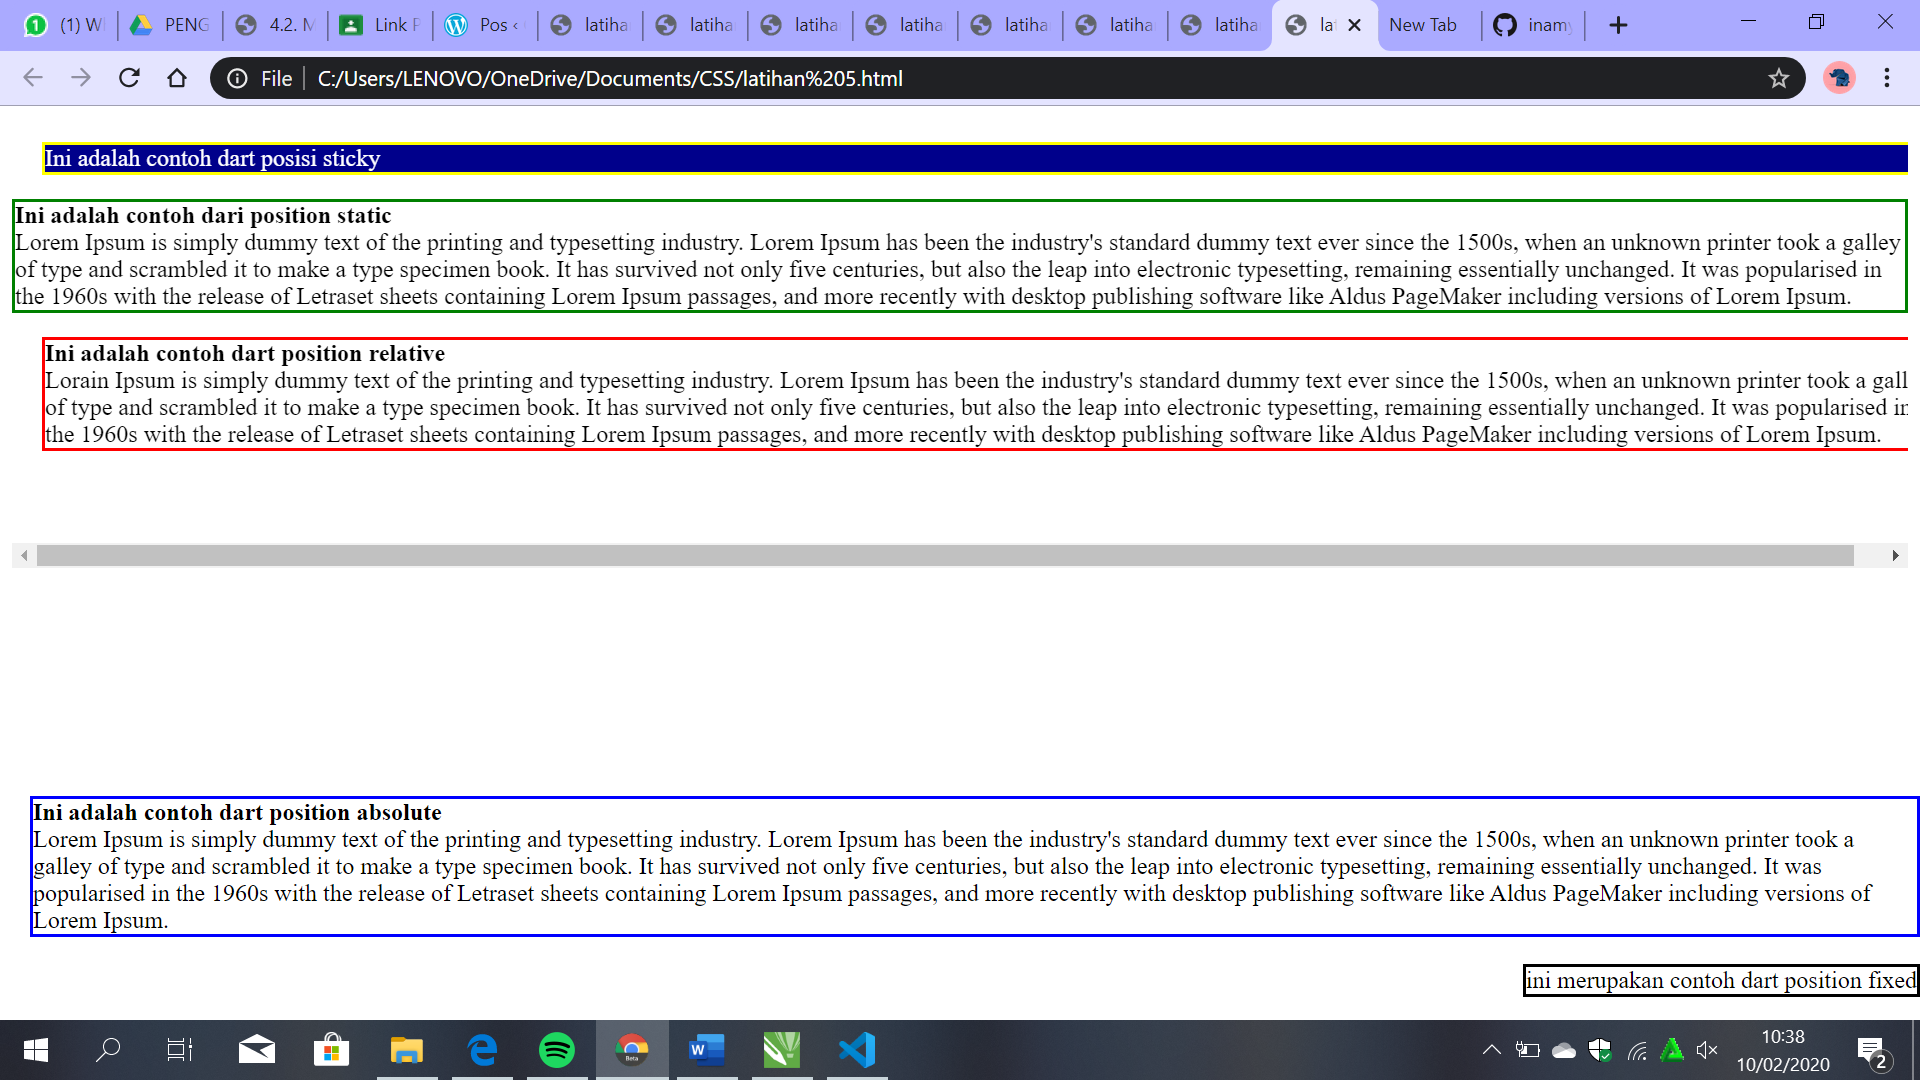 (1) W
PENG
4.2. M
Link P
Pos ‹
latiha
latiha
latiha
latiha
latiha
latiha
latiha
lat
New Tab
inamy
File
C:/Users/LENOVO/OneDrive/Documents/CSS/latihan%205.html
Ini adalah contoh dart posisi sticky
Ini adalah contoh dari position static
Lorem Ipsum is simply dummy text of the printing and typesetting industry. Lorem Ipsum has been the industry's standard dummy text ever since the 1500s, when an unknown printer took a galley
of type and scrambled it to make a type specimen book. It has survived not only five centuries, but also the leap into electronic typesetting, remaining essentially unchanged. It was popularised in
the 1960s with the release of Letraset sheets containing Lorem Ipsum passages, and more recently with desktop publishing software like Aldus PageMaker including versions of Lorem Ipsum.
Ini adalah contoh dart position relative
Lorain Ipsum is simply dummy text of the printing and typesetting industry. Lorem Ipsum has been the industry's standard dummy text ever since the 1500s, when an unknown printer took a gall
of type and scrambled it to make a type specimen book. It has survived not only five centuries, but also the leap into electronic typesetting, remaining essentially unchanged. It was popularised in
the 1960s with the release of Letraset sheets containing Lorem Ipsum passages, and more recently with desktop publishing software like Aldus PageMaker including versions of Lorem Ipsum.
Ini adalah contoh dart position absolute
Lorem Ipsum is simply dummy text of the printing and typesetting industry. Lorem Ipsum has been the industry's standard dummy text ever since the 1500s, when an unknown printer took a
galley of type and scrambled it to make a type specimen book. It has survived not only five centuries, but also the leap into electronic typesetting, remaining essentially unchanged. It was
popularised in the 1960s with the release of Letraset sheets containing Lorem Ipsum passages, and more recently with desktop publishing software like Aldus PageMaker including versions of
Lorem Ipsum.
ini merupakan contoh dart position fixed
10:38
10/02/2020
2